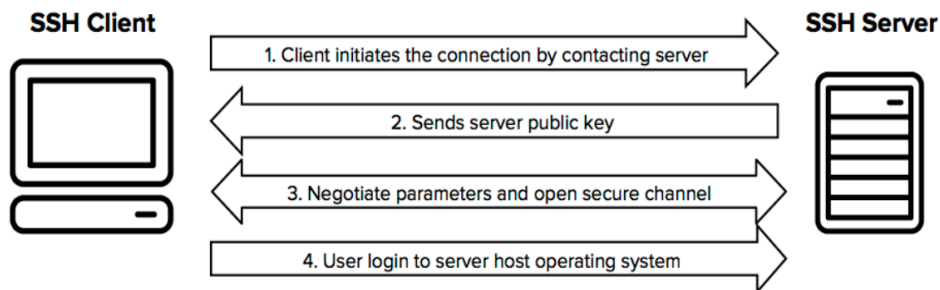 SSH Client
SSH Server
1. Client initiates the connection by contacting server
2. Sends server public key
3. Negotiate parameters and open secure channel
4. User login to server host operating system